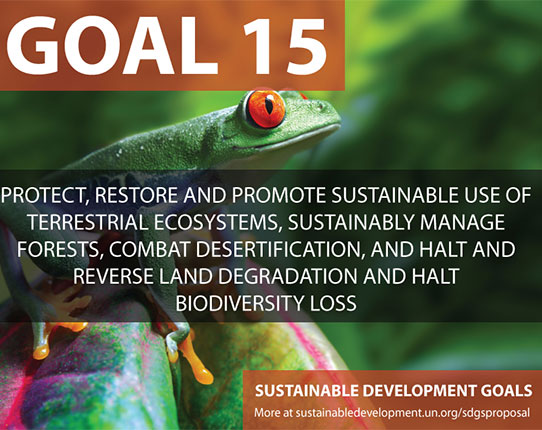 GOAL 15
PROTECT, RESTORE AND PROMOTE SUSTAINABLE USE OF
TERRESTRIAL ECOSYSTEMS, SUSTAINABLY MANAGE
FORESTS, COMBAT DESERTIFICATION, AND HALT AND
REVERSE LAND DEGRADATION AND HALT
BIODIVERSITY LOSS
SUSTAINABLE DEVELOPMENT GOALS
More at sustainabledevelopment.un.org/sdgsproposal